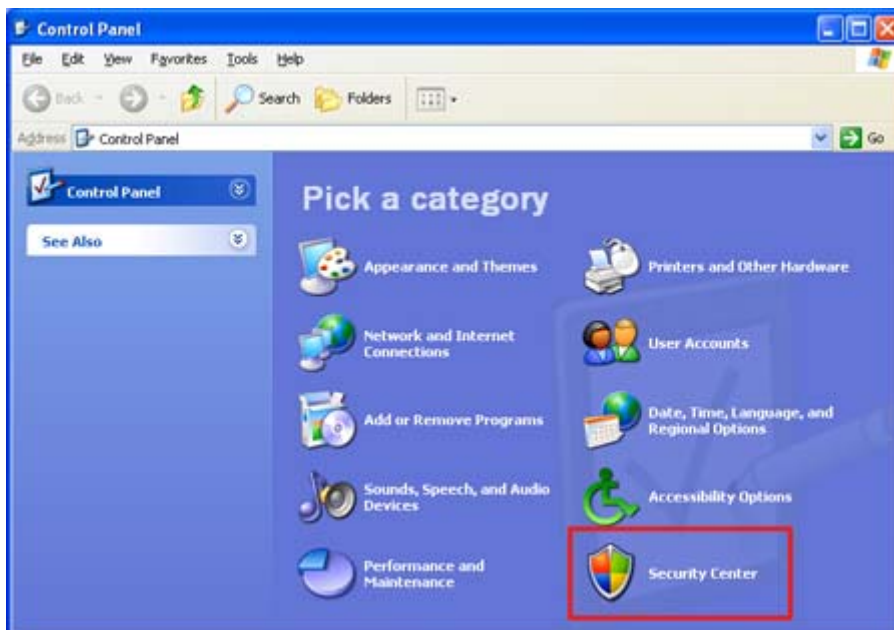 Control Panel
File Edit View Favorites Tools Help
Back Search Folders
Address Control Panel Go
Control Panel
See Also
Pick a category
Appearance and Themes
Printers and Other Hardware
Network and Internet
Connections
User Accounts
Add or Remove Programs
Date, Time, Language, and
Regional Options
Sounds, Speech, and Audio
Devices
Accessibility Options
Performance and
Maintenance
Security Center